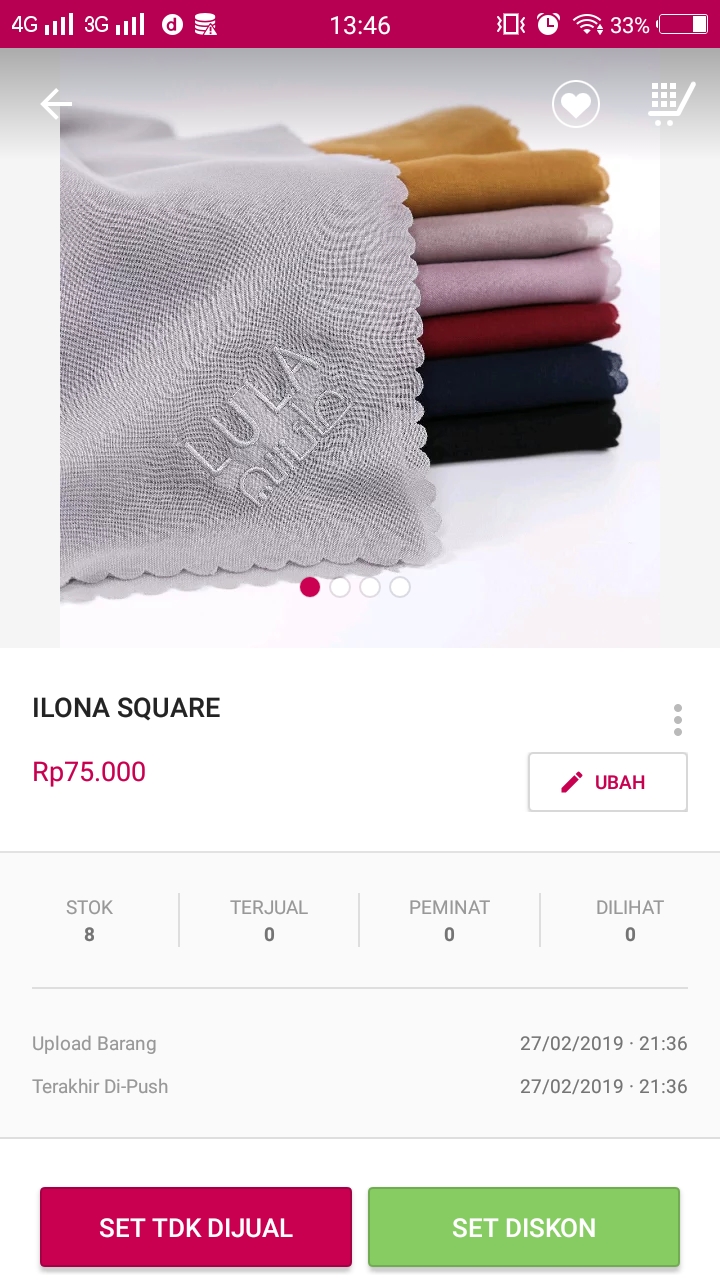 4G 3G d 13:46 33%
LULA
ILONA SQUARE
Rp75.000
UBAH
STOK TERJUAL PEMINAT DILIHAT
8 0 0 0
Upload Barang 27/02/2019 · 21:36
Terakhir Di-Push 27/02/2019 · 21:36
SET TDK DIJUAL SET DISKON